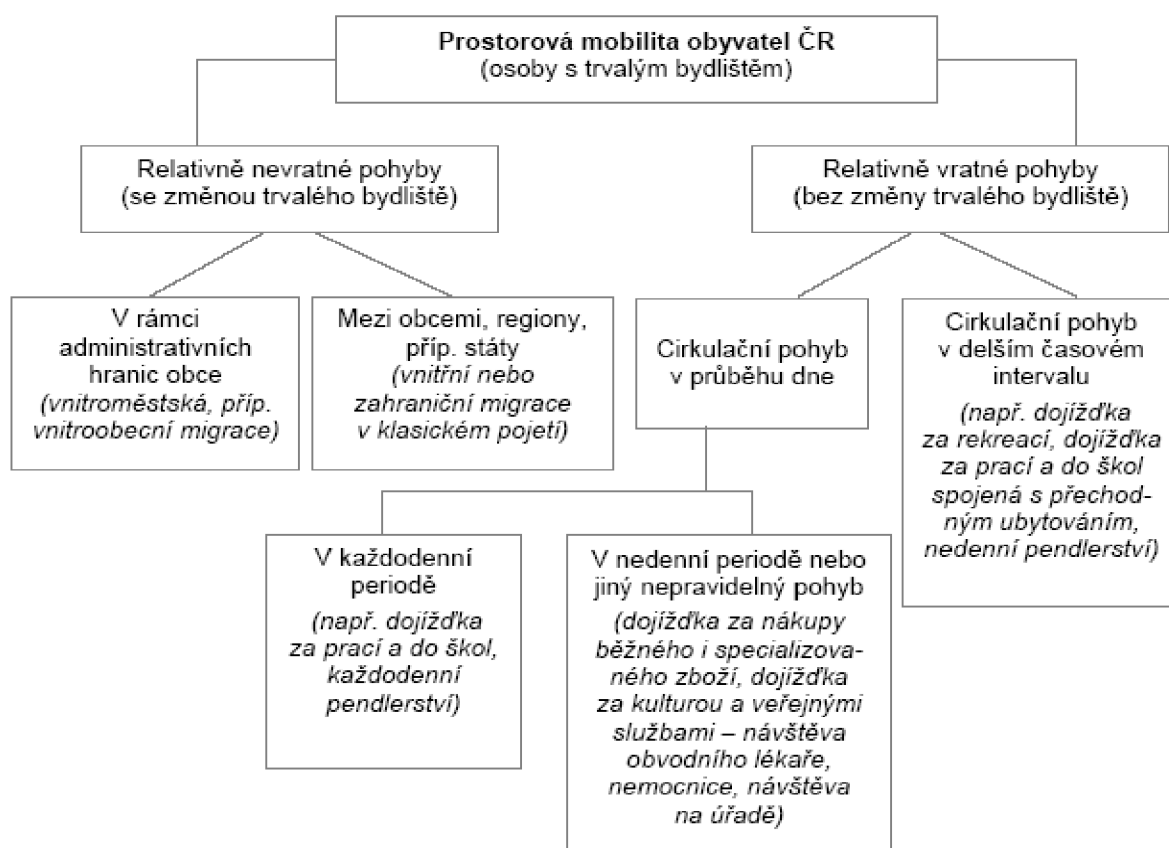 Prostorová mobilita obyvatel ČR
(osoby s trvalým bydlištěm)
Relativně nevratné pohyby
(se změnou trvalého bydliště)
Relativně vratné pohyby
(bez změny trvalého bydliště)
V rámci
administrativních
hranic obce
(vnitroměstská, příp.
vnitroobecní migrace)
Mezi obcemi, regiony,
příp. státy
(vnitřní nebo
zahraniční migrace
v klasickém pojetí)
Cirkulační pohyb
v průběhu dne
Cirkulační pohyb
v delším časovém
intervalu
(např. dojížďka
za rekreací, dojížďka
za prací a do škol
spojená s přechod-
ným ubytováním,
nedenní pendlerství)
V každodenní
periodě
(např. dojížďka
za prací a do škol,
každodenní
pendlerství)
V nedenní periodě nebo
jiný nepravidelný pohyb
(dojížďka za nákupy
běžného i specializova-
ného zboží, dojížďka
za kulturou a veřejnými
službami – návštěva
obvodního lékaře,
nemocnice, návštěva
na úřadě)